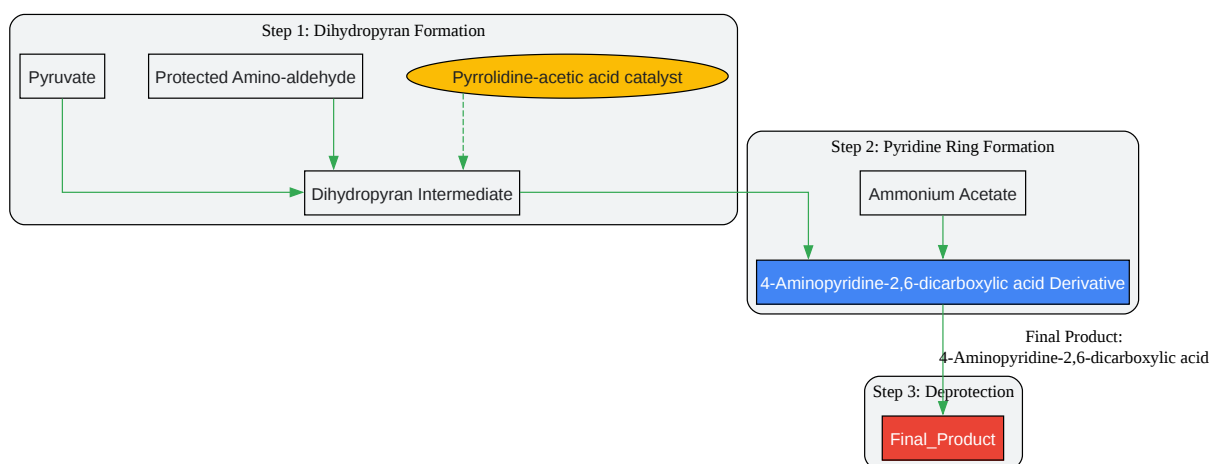 Step 1: Dihydropyran Formation
Pyruvate
Protected Amino-aldehyde
Pyrrolidine-acetic acid catalyst
Dihydropyran Intermediate
Step 2: Pyridine Ring Formation
Ammonium Acetate
4-Aminopyridine-2,6-dicarboxylic acid Derivative
Final Product:
4-Aminopyridine-2,6-dicarboxylic acid
Step 3: Deprotection
Final_Product